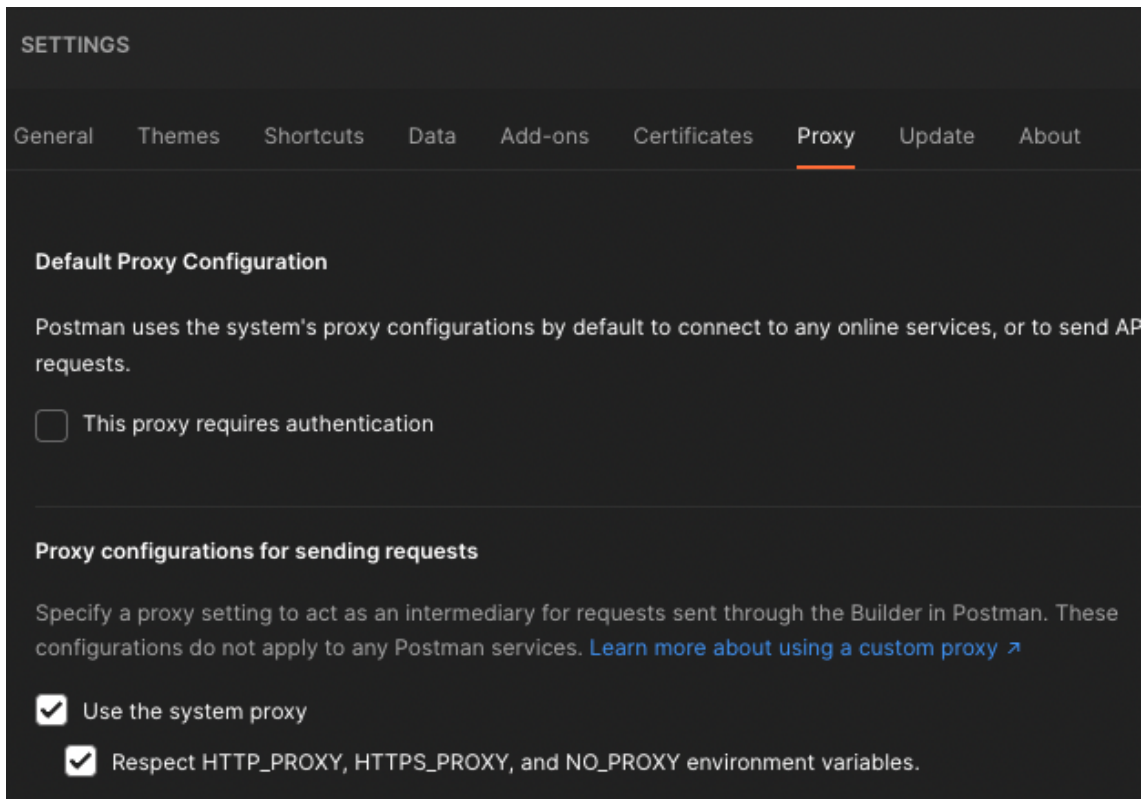 SETTINGS
General Themes Shortcuts Data Add-ons Certificates Proxy Update About
Default Proxy Configuration
Postman uses the system's proxy configurations by default to connect to any online services, or to send AP
requests.
This proxy requires authentication
Proxy configurations for sending requests
Specify a proxy setting to act as an intermediary for requests sent through the Builder in Postman. These
configurations do not apply to any Postman services. Learn more about using a custom proxy ↗
Use the system proxy
Respect HTTP_PROXY, HTTPS_PROXY, and NO_PROXY environment variables.